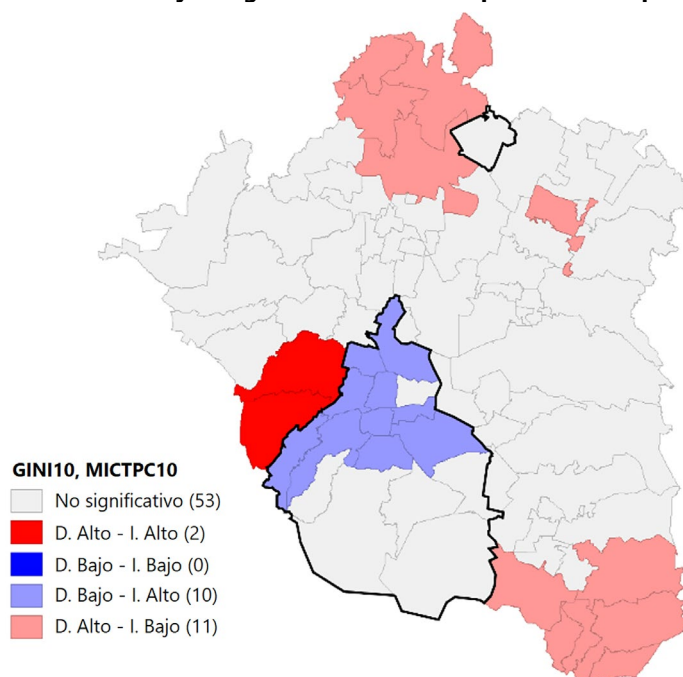 GINI10, MICTPC10
No significativo (53)
D. Alto - I. Alto (2)
D. Bajo - I. Bajo (0)
D. Bajo - I. Alto (10)
D. Alto - I. Bajo (11)